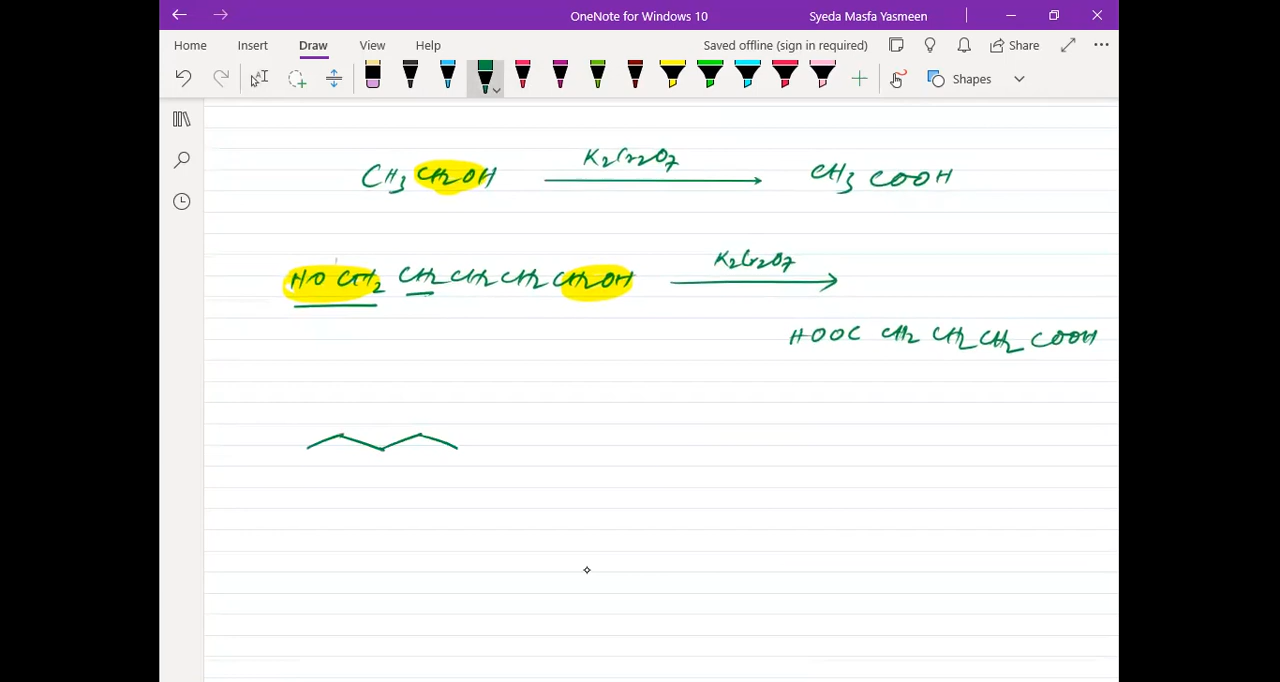 OneNote for Windows 10 Syeda Masfa Yasmeen
Home Insert Draw View Help Saved offline (sign in required) Share
Shapes
K2Cr2O7
CH3 CH2OH CH3 COOH
K2Cr2O7
HO CH2 CH2 CH2 CH2 CH2OH
HOOC CH2 CH2 CH2 COOH